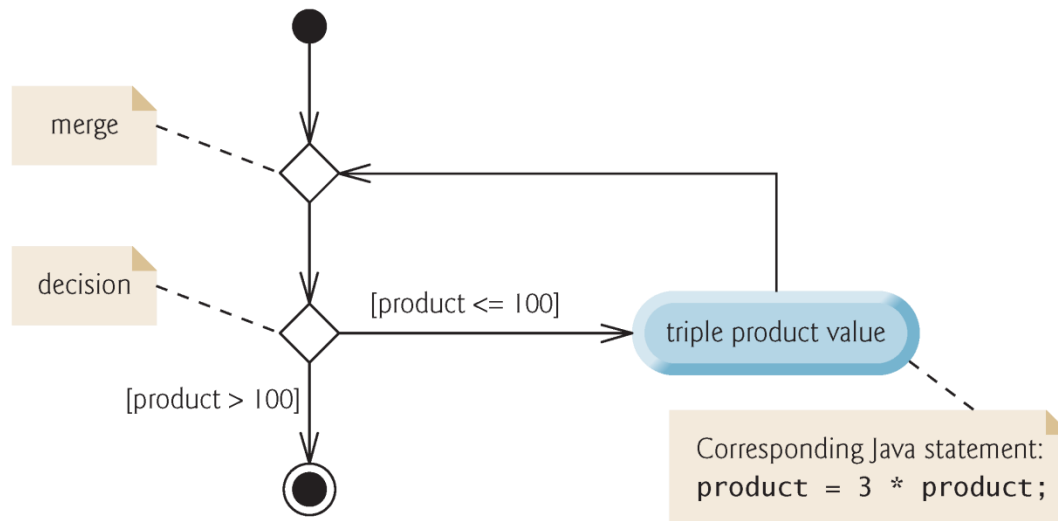 merge
decision
[product <= 100]
triple product value
[product > 100]
Corresponding Java statement:
product = 3 * product;